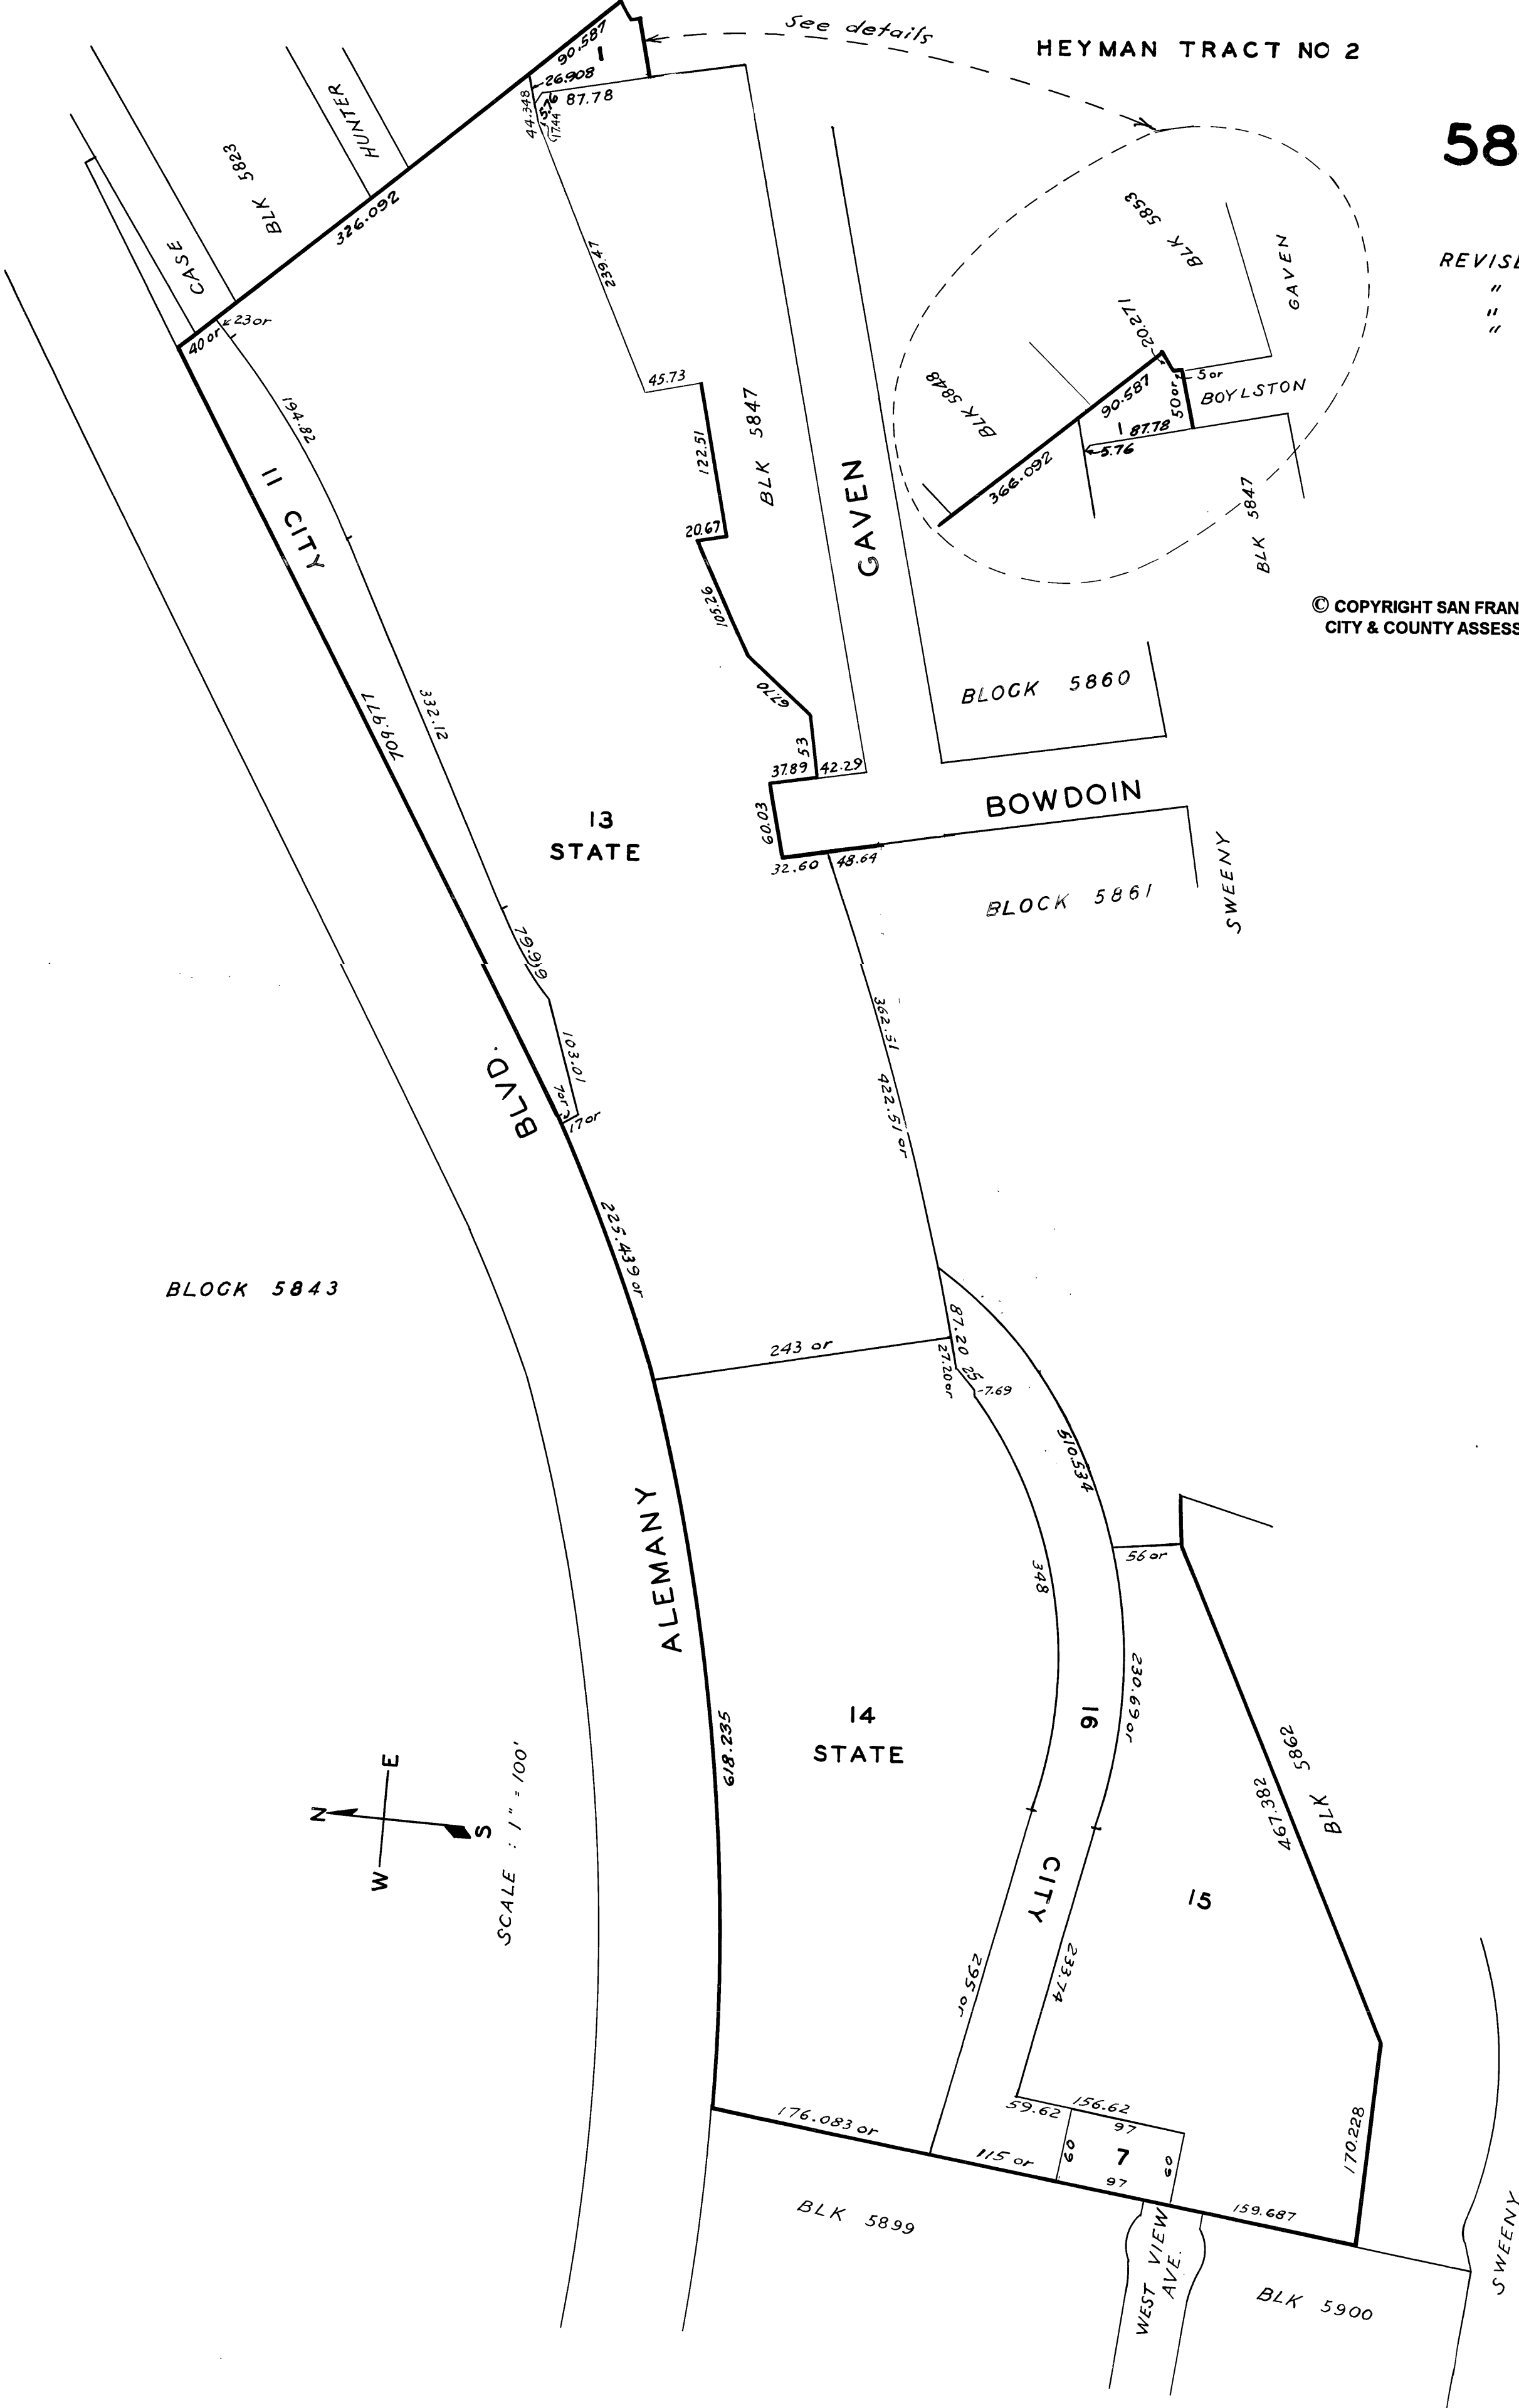 See details
HEYMAN TRACT NO 2
58
REVISE
"
"
"
HUNTER
BLK 5823
CASE
90.587
1
26.908
87.78
5.76
17.44
44.348
326.092
40 or
23 or
239.47
45.73
194.82
122.51
20.67
105.26
67.70
53
37.89
42.29
60.03
32.60
48.64
BLK 5847
GAVEN
BLK 5853
GAVEN
20.271
BLK 5848
90.587
5 or
50 or
BOYLSTON
1
87.78
5.76
366.092
BLK 5847
© COPYRIGHT SAN FRAN
CITY & COUNTY ASSESS
11 CITY
709.977
332.12
BLOCK 5860
BOWDOIN
13
STATE
BLOCK 5861
SWEENY
79.919
103.01
7 or
17 or
BLVD.
362.51
422.51 or
225.439 or
BLOCK 5843
243 or
87.20
27.20 or
25
7.69
510.534
56 or
348
ALEMANY
618.235
14
STATE
16
230.69 or
BLK 5862
467.382
N
E
S
W
SCALE : 1" = 100'
CITY
15
295 or
233.74
156.62
59.62
97
60
7
60
97
176.083 or
115 or
159.687
170.228
BLK 5899
WEST VIEW
AVE.
BLK 5900
SWEENY